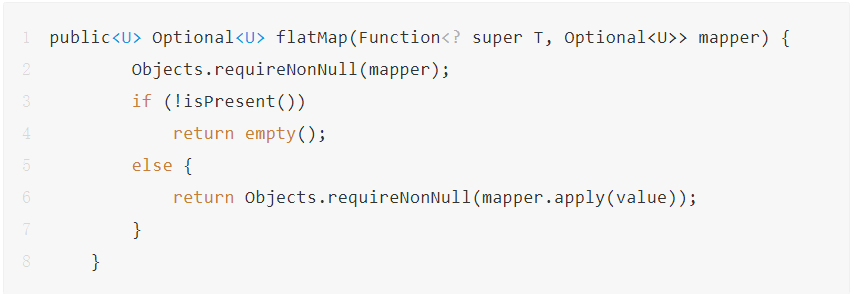 1 public<U> Optional<U> flatMap(Function<? super T, Optional<U>> mapper) {
2         Objects.requireNonNull(mapper);
3         if (!isPresent())
4             return empty();
5         else {
6             return Objects.requireNonNull(mapper.apply(value));
7         }
8     }